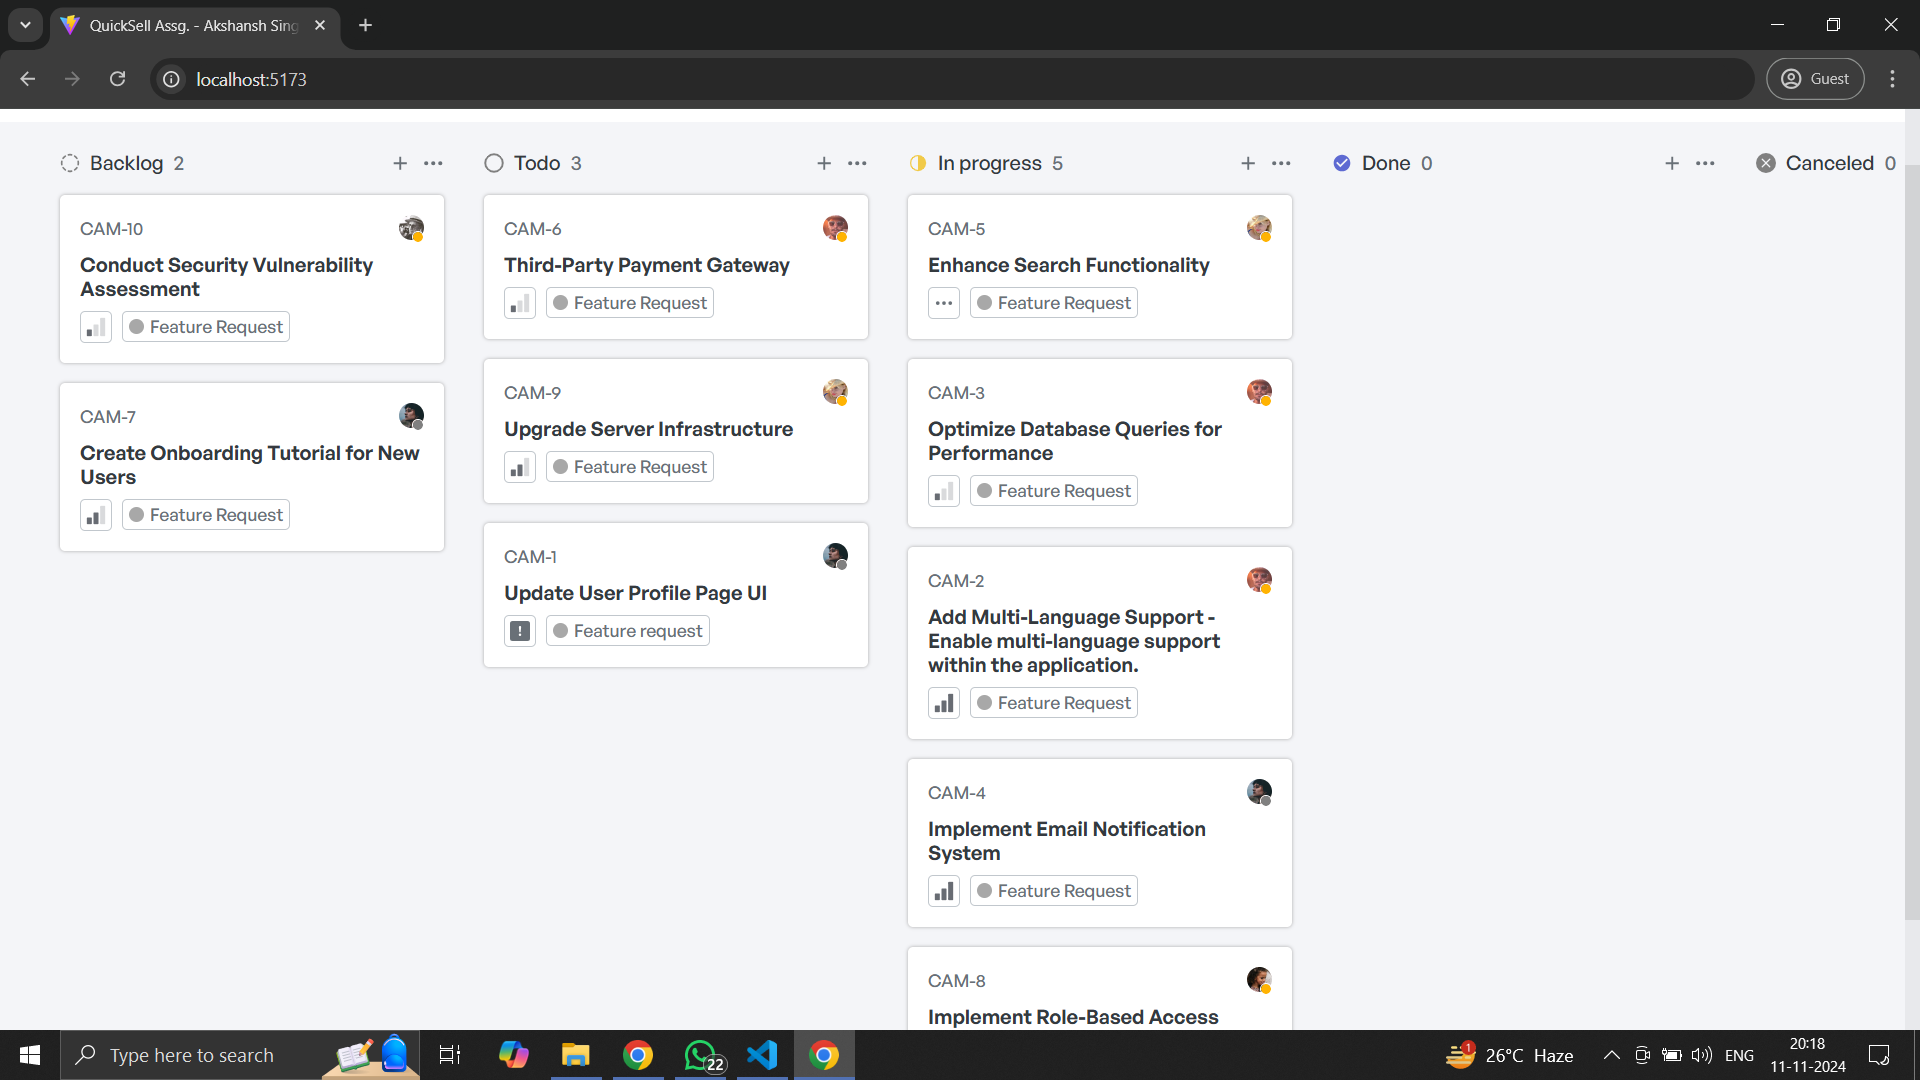 QuickSell Assg. - Akshansh Sing
localhost:5173
Guest
Backlog 2
CAM-10
Conduct Security Vulnerability
Assessment
Feature Request
CAM-7
Create Onboarding Tutorial for New
Users
Feature Request
Todo 3
CAM-6
Third-Party Payment Gateway
Feature Request
CAM-9
Upgrade Server Infrastructure
Feature Request
CAM-1
Update User Profile Page UI
!
Feature request
In progress 5
CAM-5
Enhance Search Functionality
Feature Request
CAM-3
Optimize Database Queries for
Performance
Feature Request
CAM-2
Add Multi-Language Support -
Enable multi-language support
within the application.
Feature Request
CAM-4
Implement Email Notification
System
Feature Request
CAM-8
Implement Role-Based Access
Done 0
Canceled 0
Type here to search
22
1
26°C Haze
ENG
20:18
11-11-2024